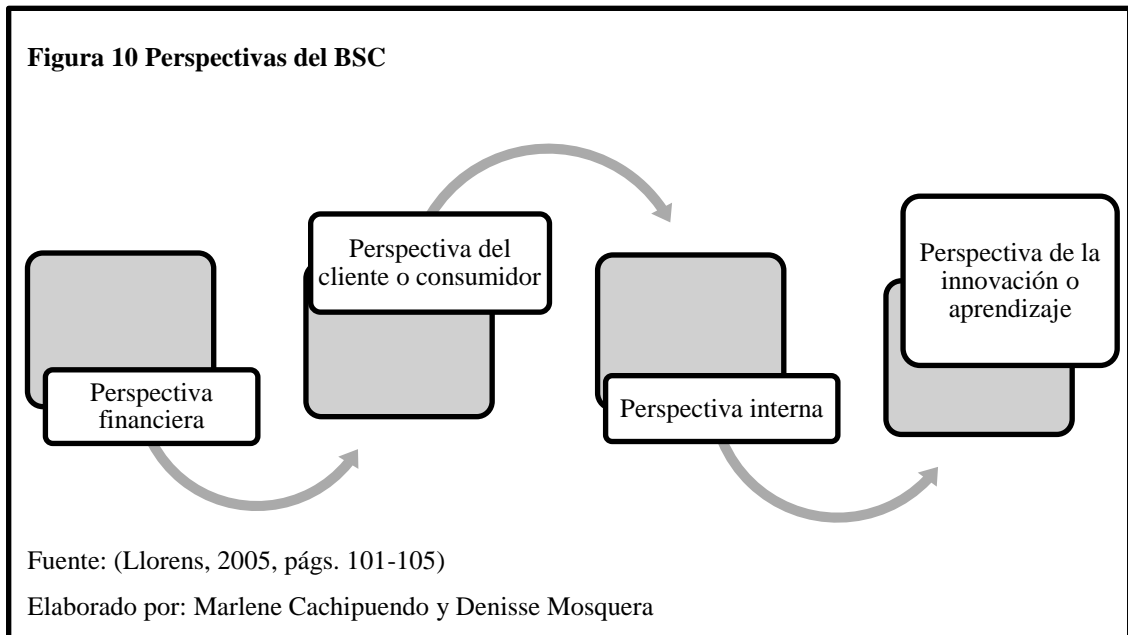 Figura 10 Perspectivas del BSC
Perspectiva
financiera
Perspectiva del
cliente o consumidor
Perspectiva interna
Perspectiva de la
innovación o
aprendizaje
Fuente: (Llorens, 2005, págs. 101-105)
Elaborado por: Marlene Cachipuendo y Denisse Mosquera